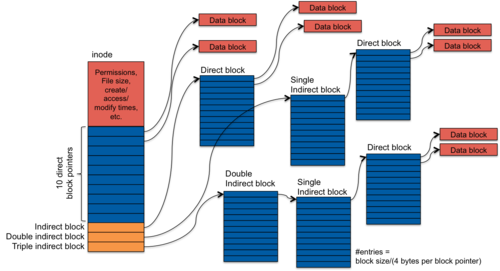 Data block
Data block
Data block
Data block
Data block
Data block
inode
Permissions,
File size,
create/
access/
modify times,
etc.
Direct block
Single
Indirect block
Direct block
10 direct
block pointers
Data block
Data block
Direct block
Double
Indirect block
Single
Indirect block
Indirect block
Double indirect block
Triple indirect block
#entries =
block size/(4 bytes per block pointer)